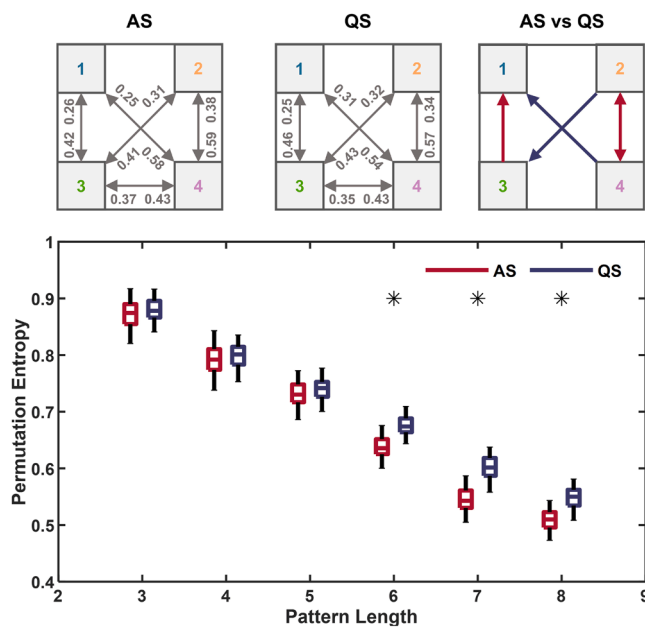 AS
QS
AS vs QS
1 2
0.26 0.25 0.31 0.38
0.42 0.41 0.58 0.59
3 4
0.37 0.43
1 2
0.25 0.31 0.32 0.34
0.46 0.43 0.54 0.57
3 4
0.35 0.43
1 2
3 4
Permutation Entropy
1
0.9
0.8
0.7
0.6
0.5
0.4
AS QS
2 3 4 5 6 7 8 9
Pattern Length